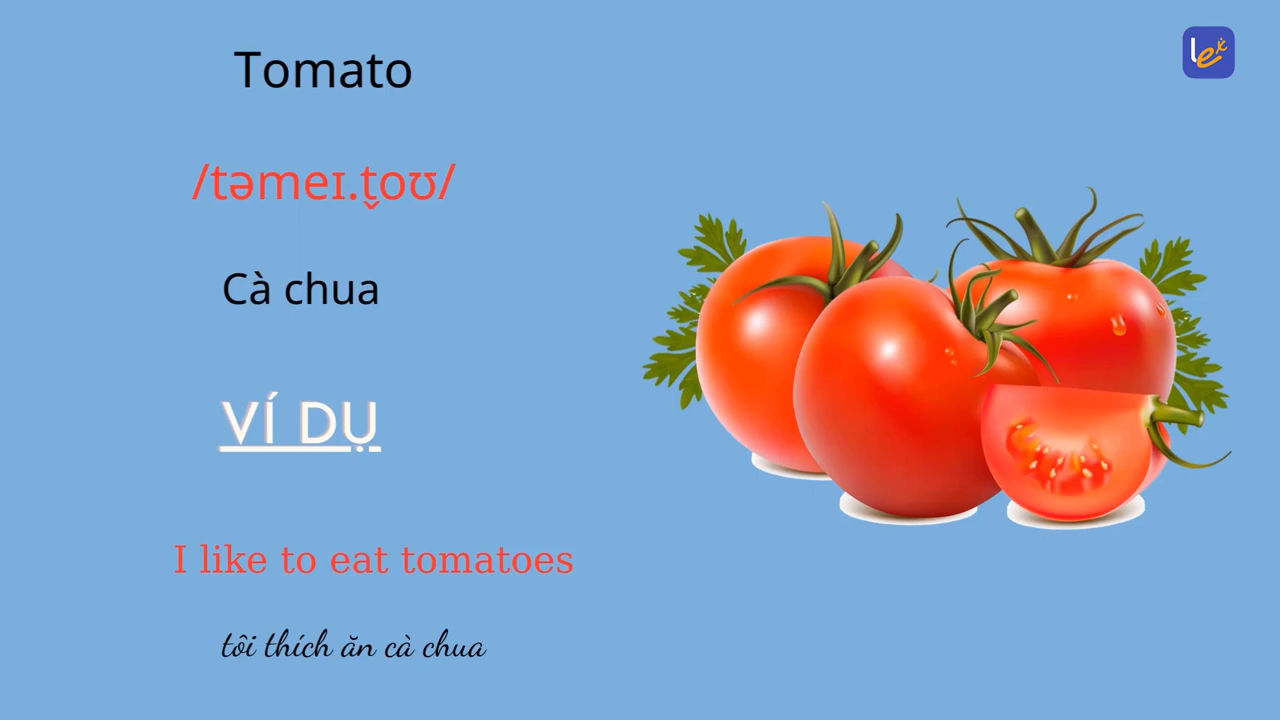 Tomato
/təmeɪ.t̬oʊ/
Cà chua
VÍ DỤ
I like to eat tomatoes
tôi thích ăn cà chua